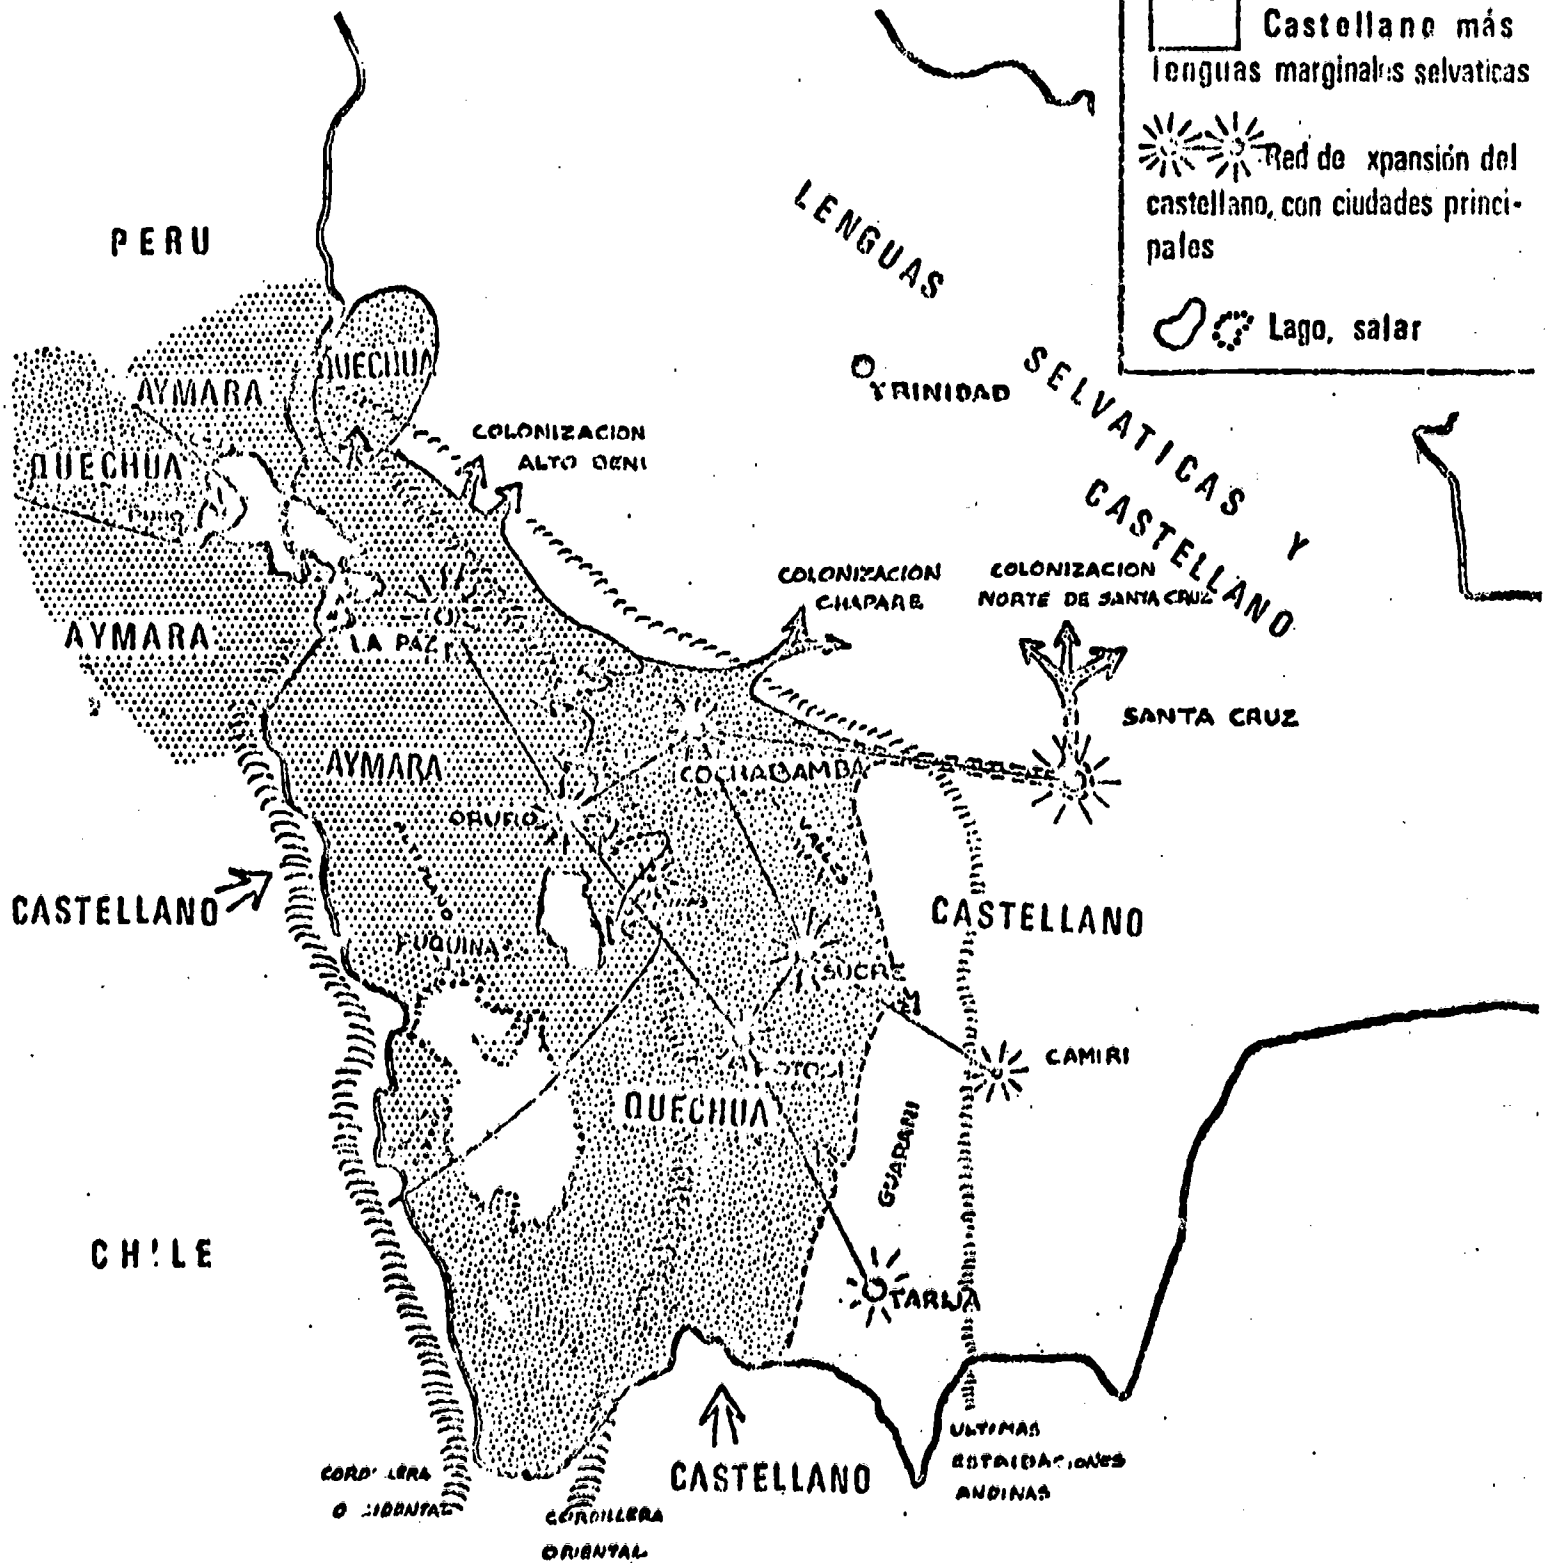 Castellano más
lenguas marginales selvaticas
Red de xpansión del
castellano, con ciudades princi-
pales
Lago, salar
PERU
LENGUAS
SELVATICAS Y
CASTELLANO
TRINIDAD
QUECHUA
AYMARA
QUECHUA
COLONIZACION
ALTO BENI
AYMARA
LA PAZ
COLONIZACION
CHAPARE
COLONIZACION
NORTE DE SANTA CRUZ
SANTA CRUZ
AYMARA
COCHABAMBA
ORURO
ALTIPLANO
VALLES
CASTELLANO
CASTELLANO
PUQUINA
SUCRE
POTOSI
CAMIRI
QUECHUA
GUARANI
CHILE
TARIJA
CASTELLANO
ULTIMAS
ESTRIBACIONES
ANDINAS
CORDILLERA
OCCIDENTAL
CORDILLERA
ORIENTAL